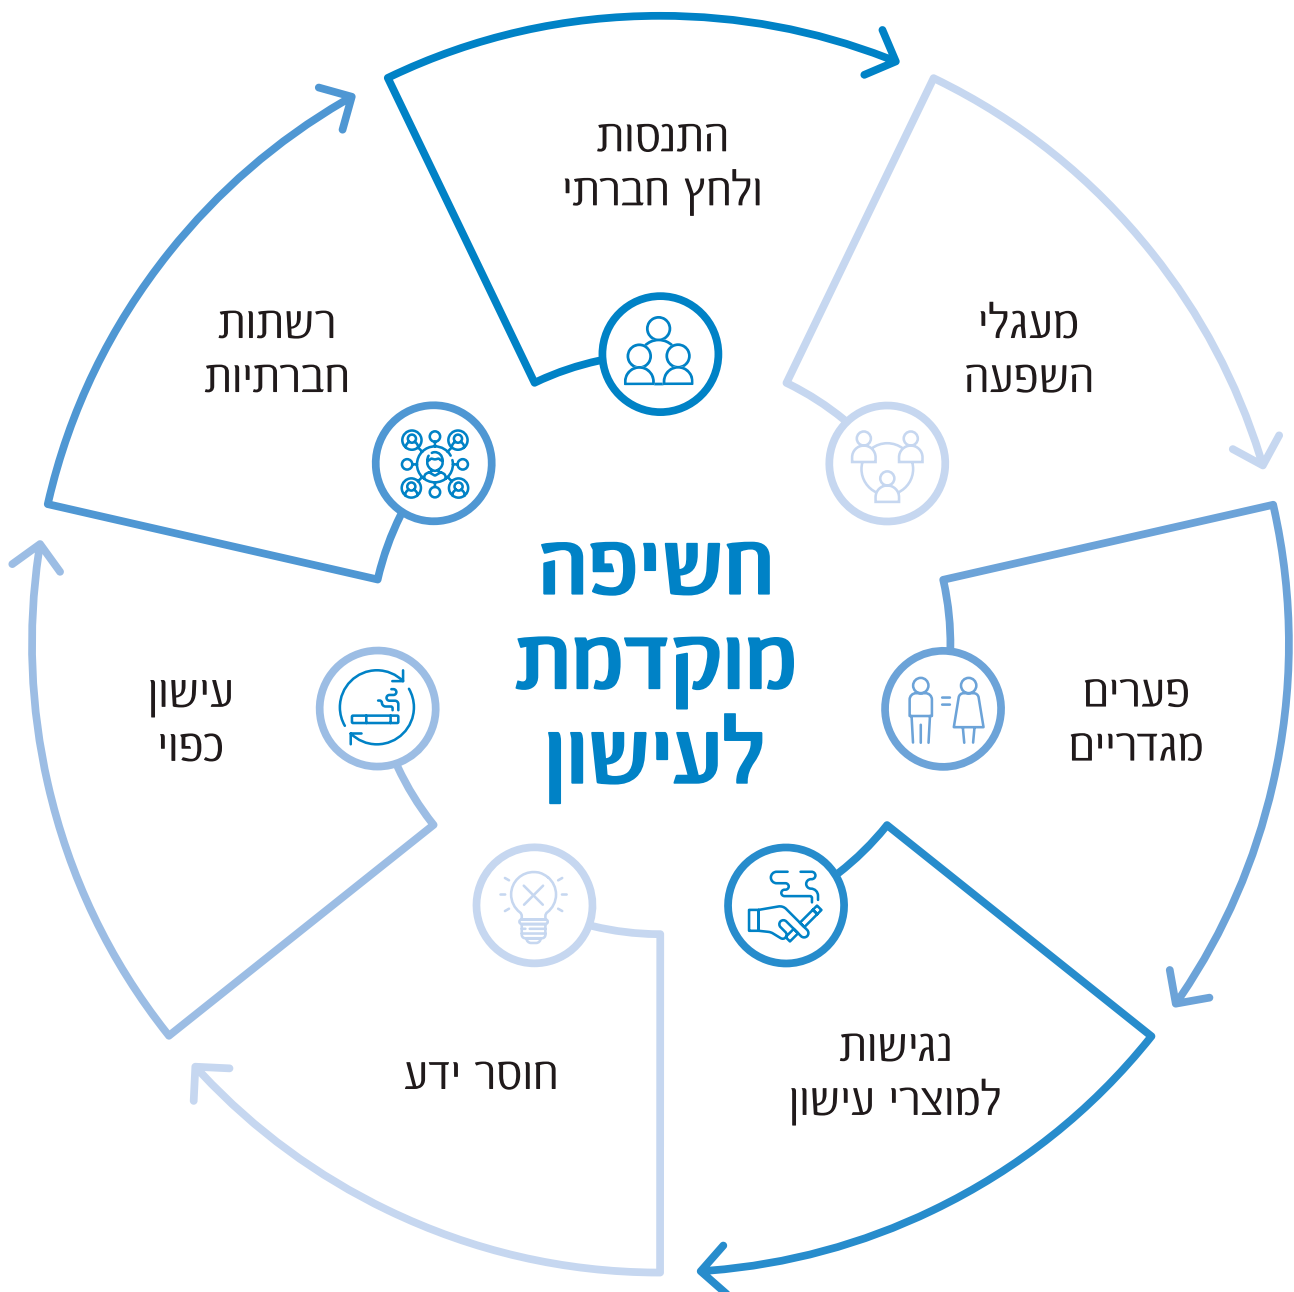 התנסות
ולחץ חברתי
מעגלי
השפעה
פערים
מגדריים
נגישות
למוצרי עישון
חוסר ידע
עישון
כפוי
רשתות
חברתיות
חשיפה
מוקדמת
לעישון